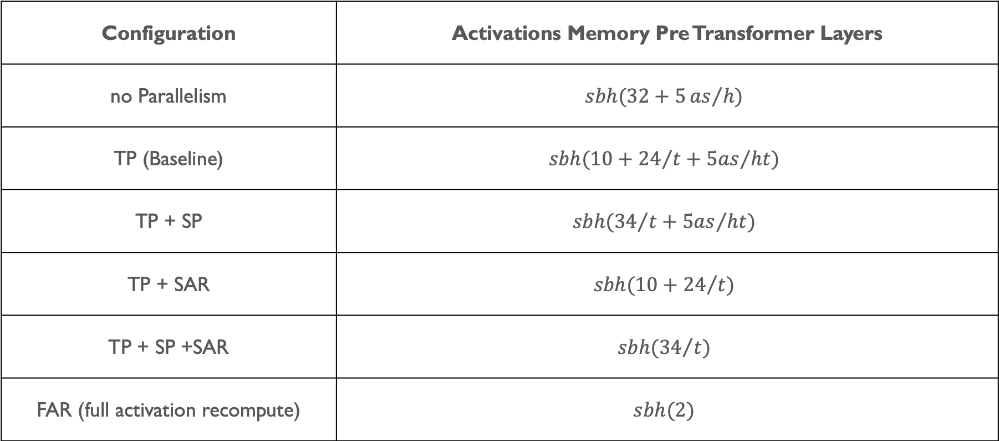 Configuration
Activations Memory Pre Transformer Layers
no Parallelism
sbh(32 + 5 as/h)
TP (Baseline)
sbh(10 + 24/t + 5as/ht)
TP + SP
sbh(34/t + 5as/ht)
TP + SAR
sbh(10 + 24/t)
TP + SP +SAR
sbh(34/t)
FAR (full activation recompute)
sbh(2)